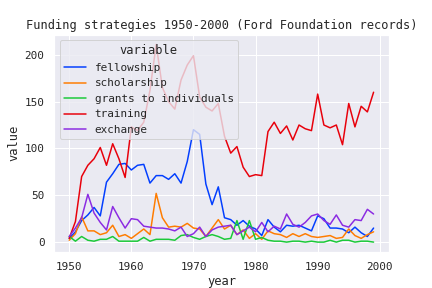 Funding strategies 1950-2000 (Ford Foundation records)
variable
fellowship
scholarship
grants to individuals
training
exchange
value
200
150
100
50
0
1950
1960
1970
1980
1990
2000
year